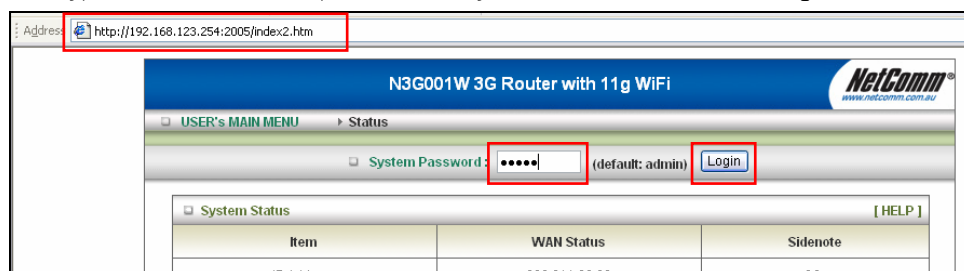 Address http://192.168.123.254:2005/index2.htm
N3G001W 3G Router with 11g WiFi
NetComm®
www.netcomm.com.au
USER's MAIN MENU Status
System Password : ••••• (default: admin) Login
System Status [ HELP ]
Item WAN Status Sidenote